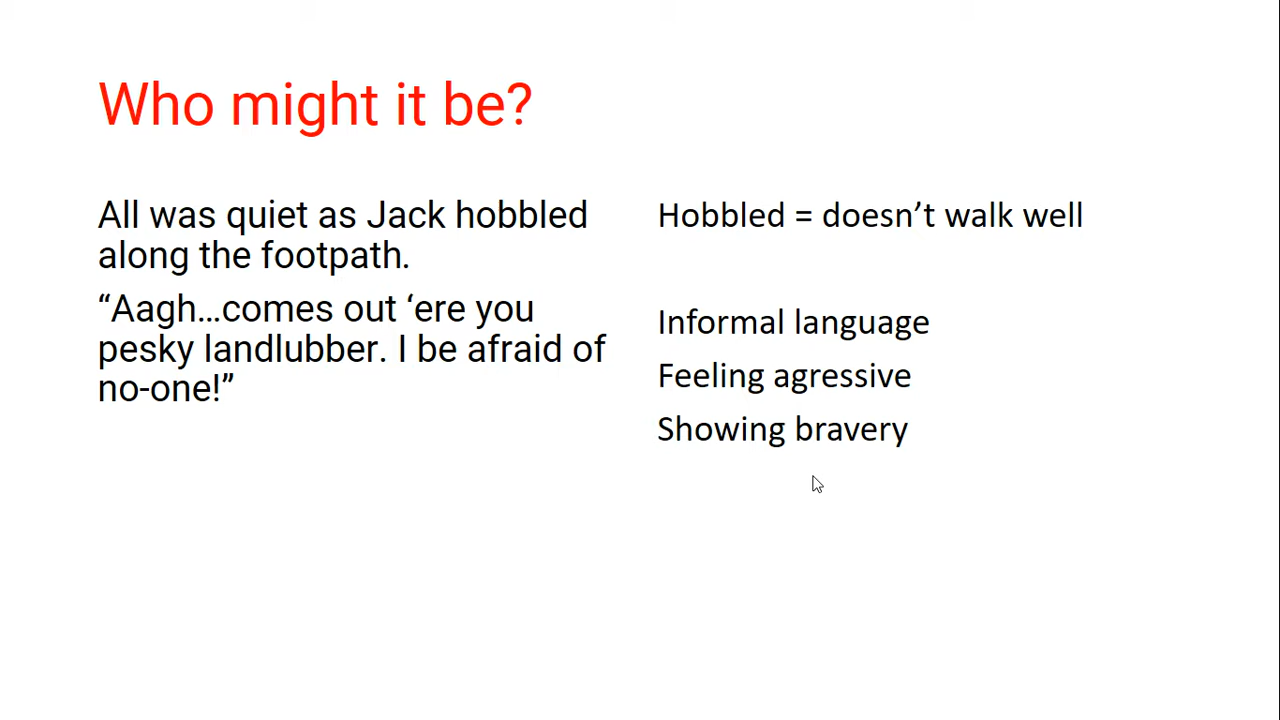 Who might it be?
All was quiet as Jack hobbled
along the footpath.
“Aagh…comes out ‘ere you
pesky landlubber. I be afraid of
no-one!”
Hobbled = doesn’t walk well
Informal language
Feeling agressive
Showing bravery